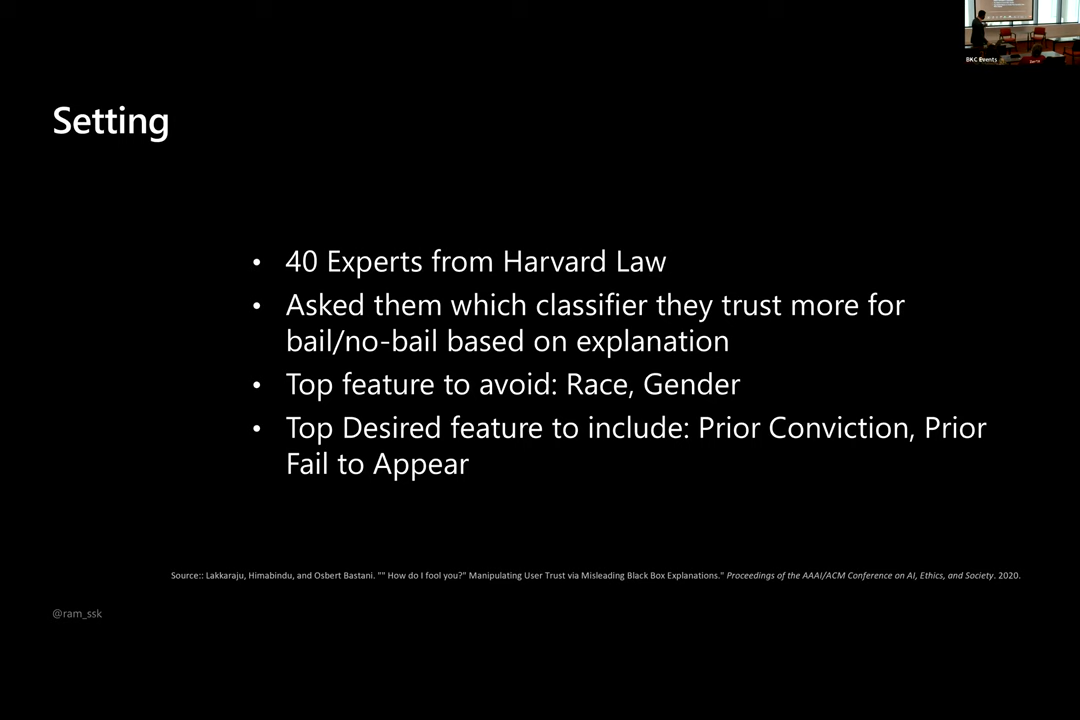 BKC Events
Setting
• 40 Experts from Harvard Law
• Asked them which classifier they trust more for
bail/no-bail based on explanation
• Top feature to avoid: Race, Gender
• Top Desired feature to include: Prior Conviction, Prior
Fail to Appear
Source:: Lakkaraju, Himabindu, and Osbert Bastani. "" How do I fool you?" Manipulating User Trust via Misleading Black Box Explanations." Proceedings of the AAAI/ACM Conference on AI, Ethics, and Society. 2020.
@ram_ssk